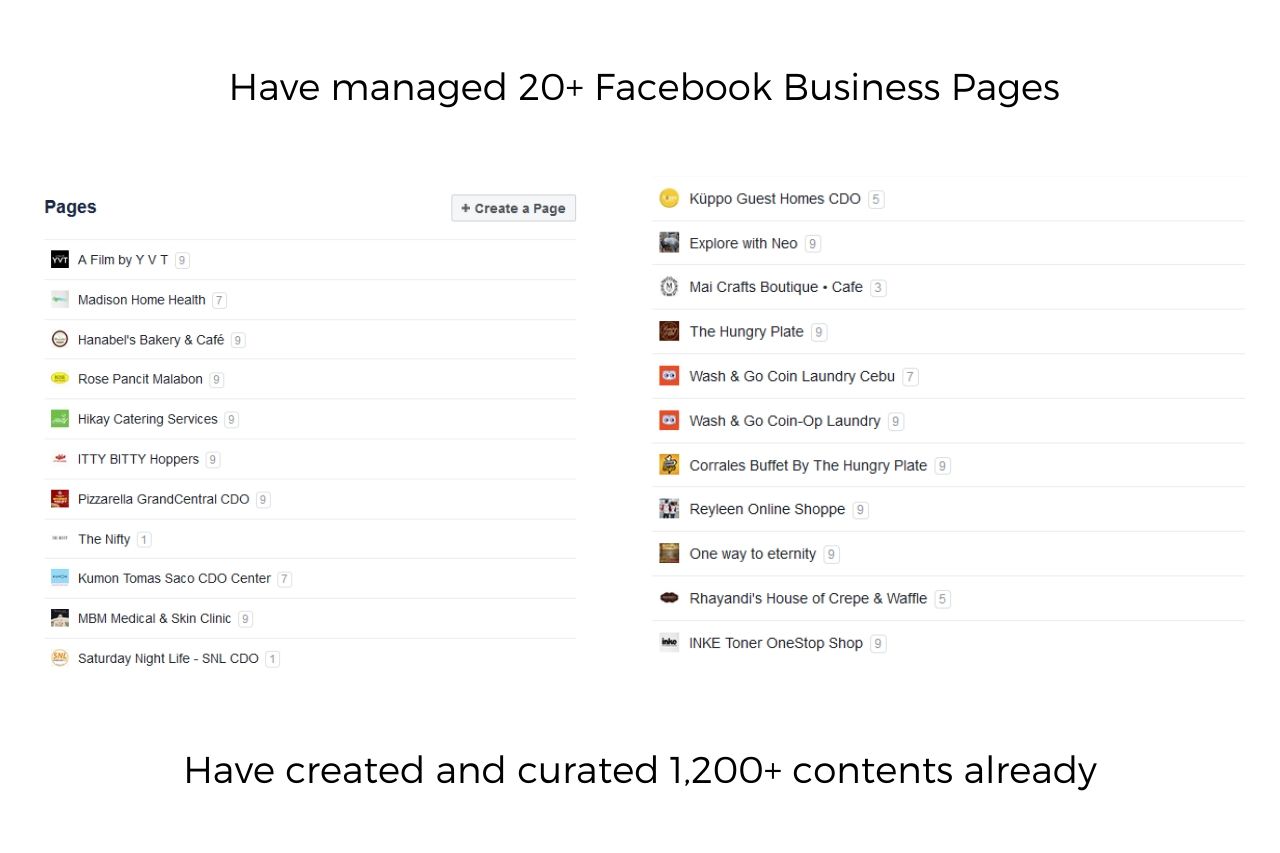 Have managed 20+ Facebook Business Pages
Pages
+ Create a Page
A Film by Y V T 9
Madison Home Health 7
Hanabel's Bakery & Café 9
Rose Pancit Malabon 9
Hikay Catering Services 9
ITTY BITTY Hoppers 9
Pizzarella GrandCentral CDO 9
The Nifty 1
Kumon Tomas Saco CDO Center 7
MBM Medical & Skin Clinic 9
SNL
Saturday Night Life - SNL CDO 1
Küppo Guest Homes CDO 5
Explore with Neo 9
Mai Crafts Boutique • Cafe 3
The Hungry Plate 9
Wash & Go Coin Laundry Cebu 7
Wash & Go Coin-Op Laundry 9
Corrales Buffet By The Hungry Plate 9
Reyleen Online Shoppe 9
One way to eternity 9
Rhayandi's House of Crepe & Waffle 5
inke
INKE Toner OneStop Shop 9
Have created and curated 1,200+ contents already